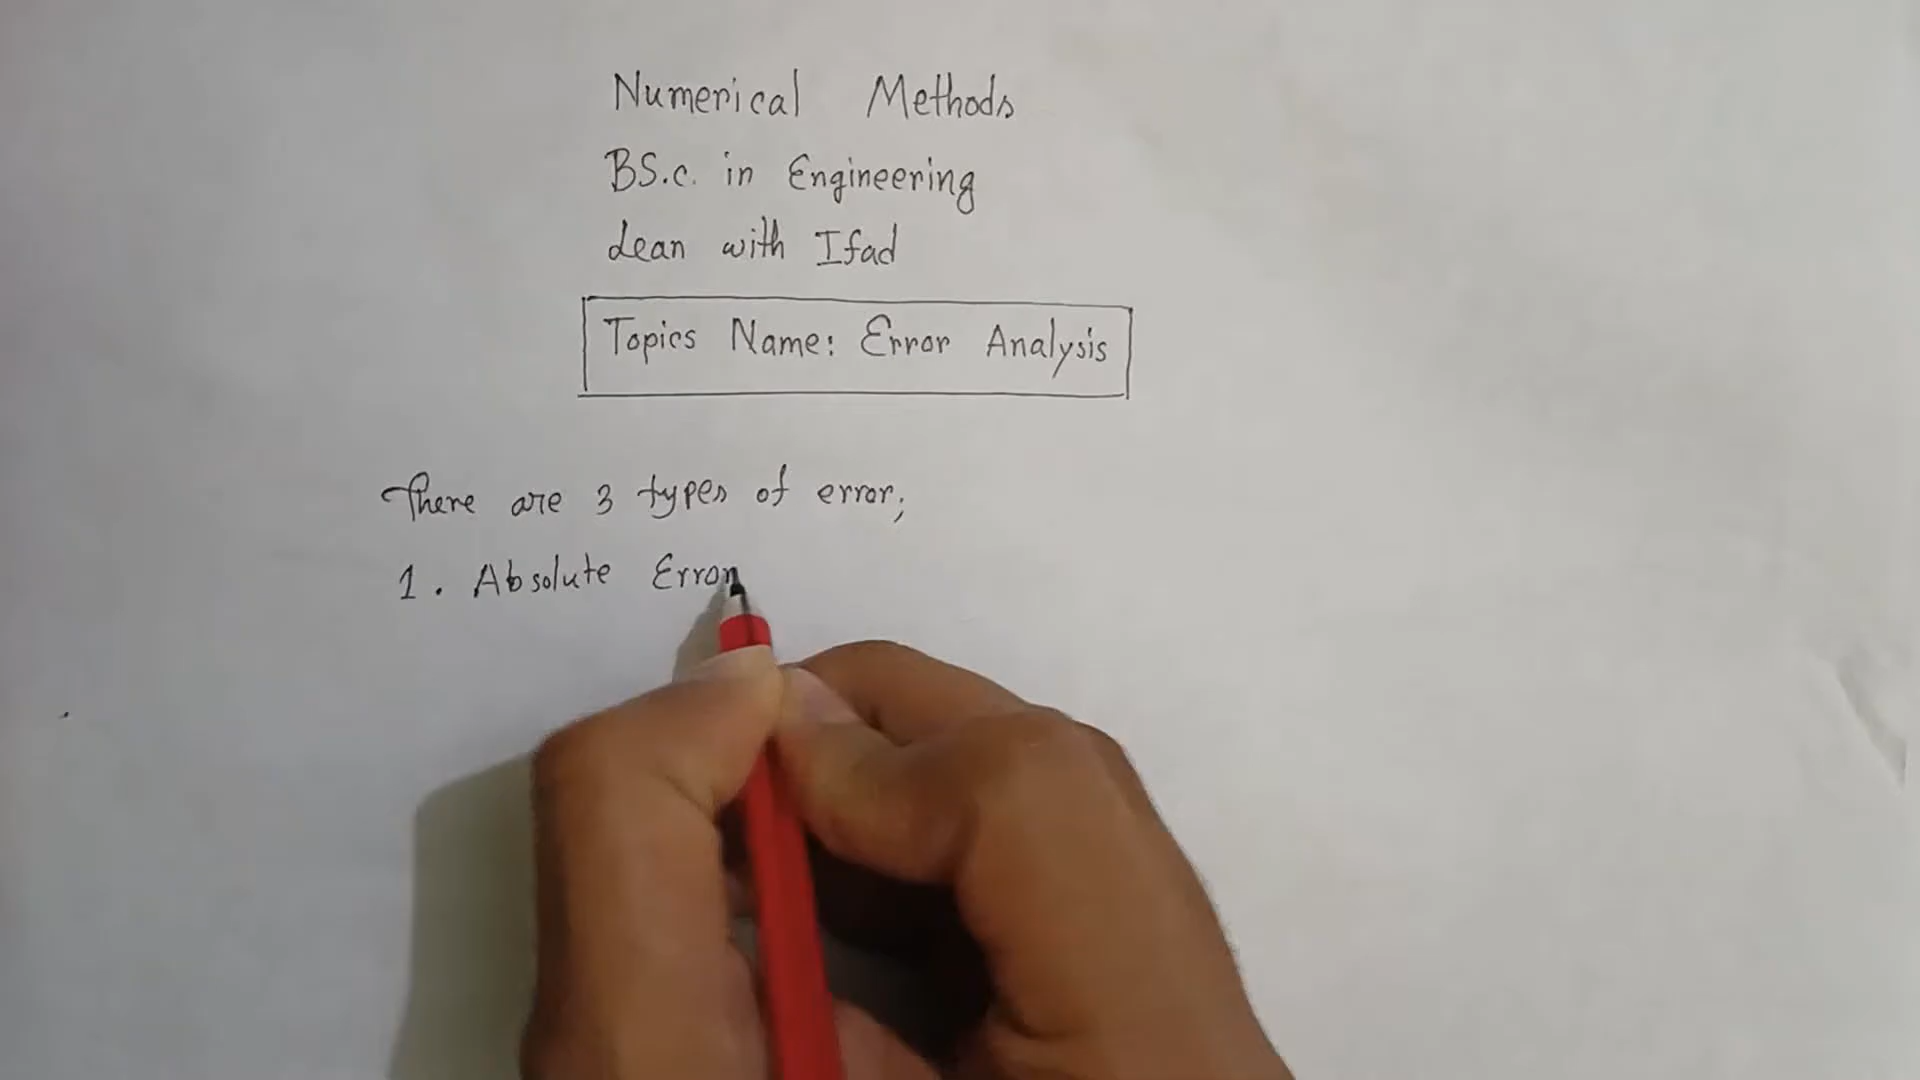 Numerical Methods
BS.c. in Engineering
Lean with Ifad
Topics Name: Error Analysis
There are 3 types of error;
1. Absolute Error